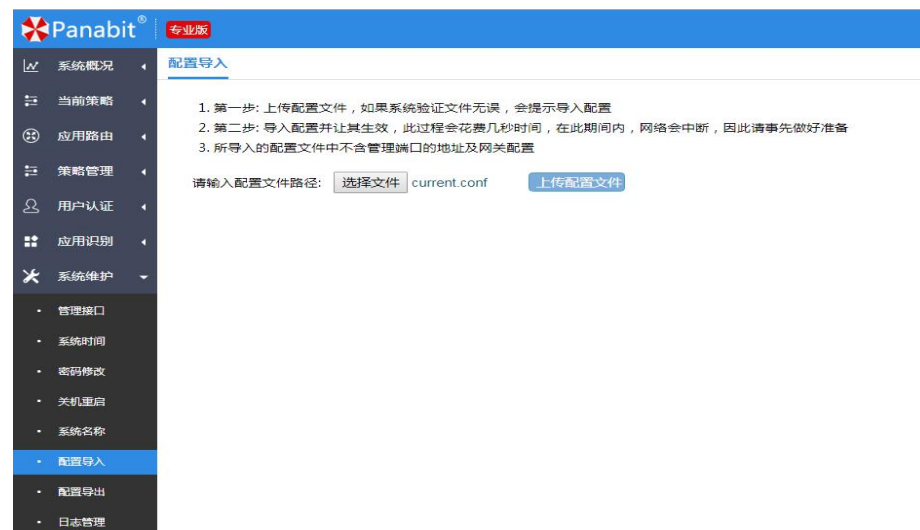 Panabit® 专业版
系统概况
当前策略
应用路由
策略管理
用户认证
应用识别
系统维护
管理接口
系统时间
密码修改
关机重启
系统名称
配置导入
配置导出
日志管理
配置导入
1. 第一步: 上传配置文件，如果系统验证文件无误，会提示导入配置
2. 第二步: 导入配置并让其生效，此过程会花费几秒时间，在此期间内，网络会中断，因此请事先做好准备
3. 所导入的配置文件中不含管理端口的地址及网关配置
请输入配置文件路径: 选择文件 current.conf 上传配置文件